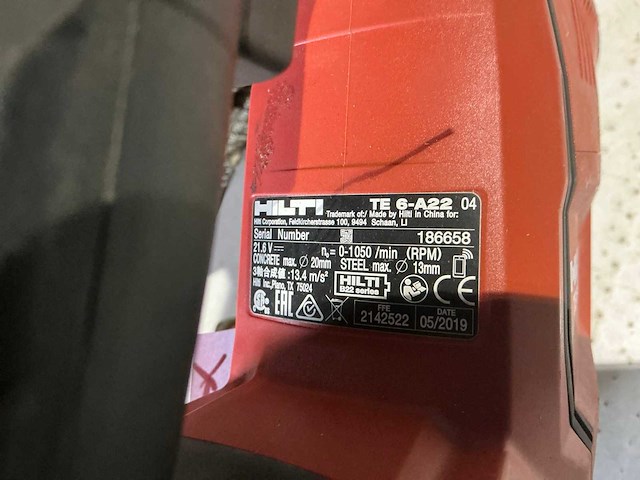 HILTI TE 6-A22 04
Trademark of:/ Made by Hilti in China for:
Hilti Corporation, Feldkircherstrasse 100, 9494 Schaan, LI
Serial Number 186658
21.6 V n₀= 0-1050 /min (RPM)
CONCRETE max. ∅ 20mm STEEL max. ∅ 13mm
3軸合成値 :13.4 m/s²
Hilti Inc.,Plano, TX 75024
HILTI
B22 series
CE
EAC
FFE
2142522
DATE
05/2019